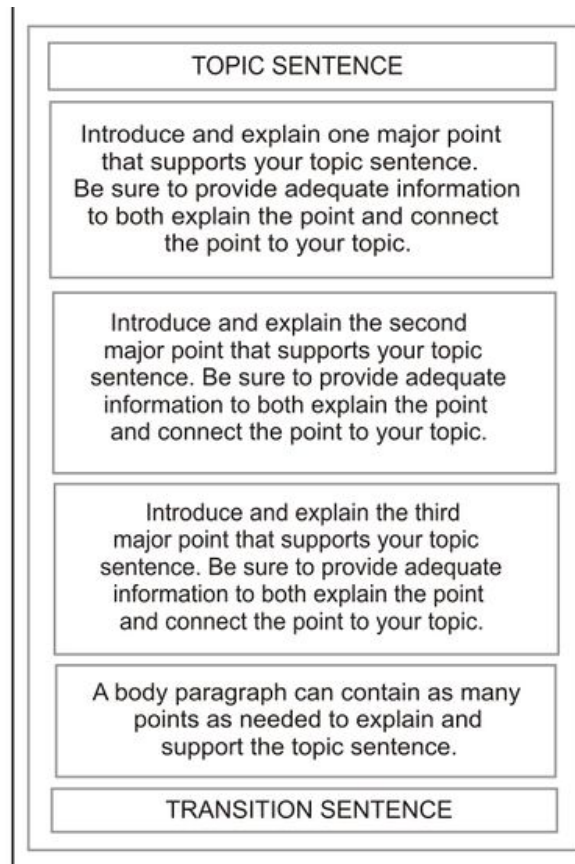 TOPIC SENTENCE
Introduce and explain one major point
that supports your topic sentence.
Be sure to provide adequate information
to both explain the point and connect
the point to your topic.
Introduce and explain the second
major point that supports your topic
sentence. Be sure to provide adequate
information to both explain the point
and connect the point to your topic.
Introduce and explain the third
major point that supports your topic
sentence. Be sure to provide adequate
information to both explain the point
and connect the point to your topic.
A body paragraph can contain as many
points as needed to explain and
support the topic sentence.
TRANSITION SENTENCE